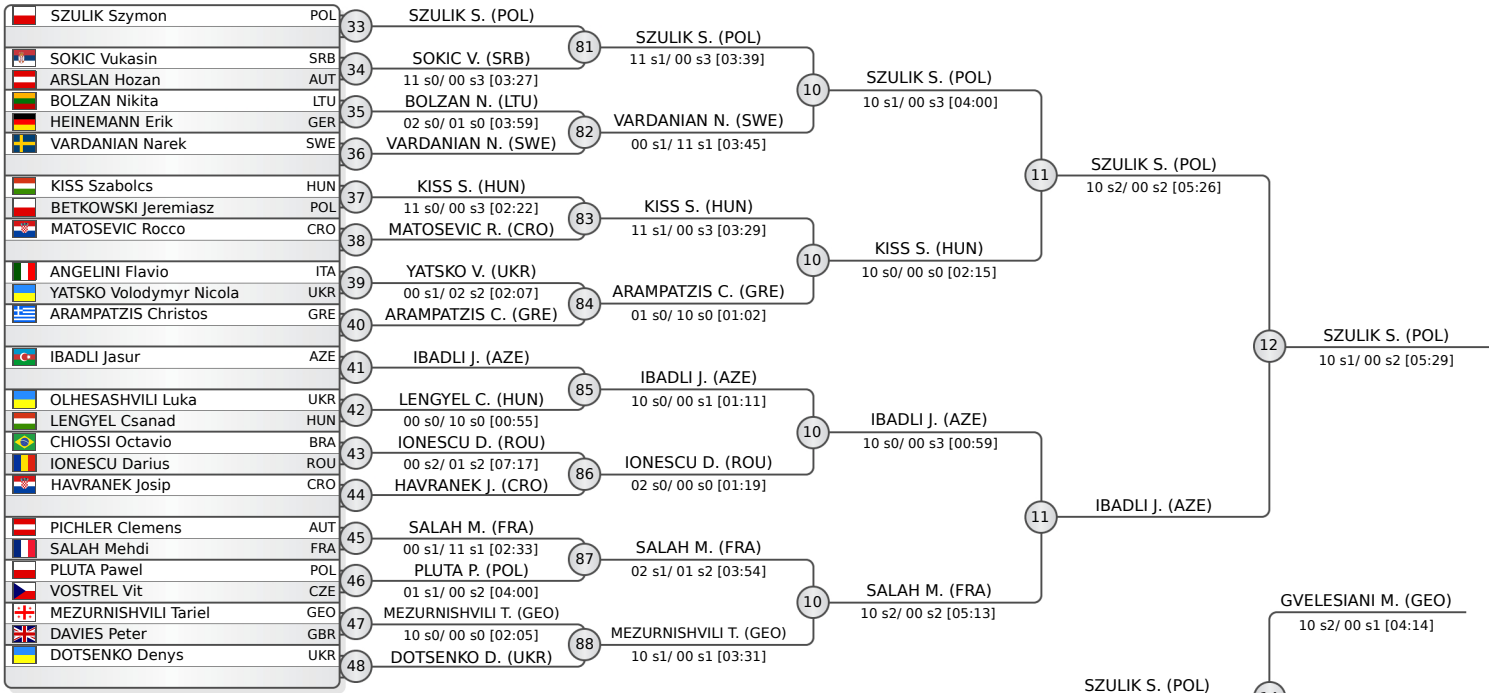 SZULIK Szymon POL 33 SZULIK S. (POL)
81 SZULIK S. (POL)
11 s1/ 00 s3 [03:39]
SOKIC Vukasin SRB 34 SOKIC V. (SRB)
ARSLAN Hozan AUT 11 s0/ 00 s3 [03:27]
10 SZULIK S. (POL)
10 s1/ 00 s3 [04:00]
BOLZAN Nikita LTU 35 BOLZAN N. (LTU)
HEINEMANN Erik GER 02 s0/ 01 s0 [03:59]
82 VARDANIAN N. (SWE)
00 s1/ 11 s1 [03:45]
VARDANIAN Narek SWE 36 VARDANIAN N. (SWE)
11 SZULIK S. (POL)
10 s2/ 00 s2 [05:26]
KISS Szabolcs HUN 37 KISS S. (HUN)
BETKOWSKI Jeremiasz POL 11 s0/ 00 s3 [02:22]
83 KISS S. (HUN)
11 s1/ 00 s3 [03:29]
MATOSEVIC Rocco CRO 38 MATOSEVIC R. (CRO)
10 KISS S. (HUN)
10 s0/ 00 s0 [02:15]
ANGELINI Flavio ITA 39 YATSKO V. (UKR)
YATSKO Volodymyr Nicola UKR 00 s1/ 02 s2 [02:07]
84 ARAMPATZIS C. (GRE)
01 s0/ 10 s0 [01:02]
ARAMPATZIS Christos GRE 40 ARAMPATZIS C. (GRE)
12 SZULIK S. (POL)
10 s1/ 00 s2 [05:29]
IBADLI Jasur AZE 41 IBADLI J. (AZE)
85 IBADLI J. (AZE)
10 s0/ 00 s1 [01:11]
OLHESASHVILI Luka UKR 42 LENGYEL C. (HUN)
LENGYEL Csanad HUN 00 s0/ 10 s0 [00:55]
10 IBADLI J. (AZE)
10 s0/ 00 s3 [00:59]
CHIOSSI Octavio BRA 43 IONESCU D. (ROU)
IONESCU Darius ROU 00 s2/ 01 s2 [07:17]
86 IONESCU D. (ROU)
02 s0/ 00 s0 [01:19]
HAVRANEK Josip CRO 44 HAVRANEK J. (CRO)
11 IBADLI J. (AZE)
PICHLER Clemens AUT 45 SALAH M. (FRA)
SALAH Mehdi FRA 00 s1/ 11 s1 [02:33]
87 SALAH M. (FRA)
02 s1/ 01 s2 [03:54]
PLUTA Pawel POL 46 PLUTA P. (POL)
VOSTREL Vit CZE 01 s1/ 00 s2 [04:00]
10 SALAH M. (FRA)
10 s2/ 00 s2 [05:13]
MEZURNISHVILI Tariel GEO 47 MEZURNISHVILI T. (GEO)
DAVIES Peter GBR 10 s0/ 00 s0 [02:05]
88 MEZURNISHVILI T. (GEO)
10 s1/ 00 s1 [03:31]
DOTSENKO Denys UKR 48 DOTSENKO D. (UKR)
GVELESIANI M. (GEO)
10 s2/ 00 s1 [04:14]
SZULIK S. (POL)